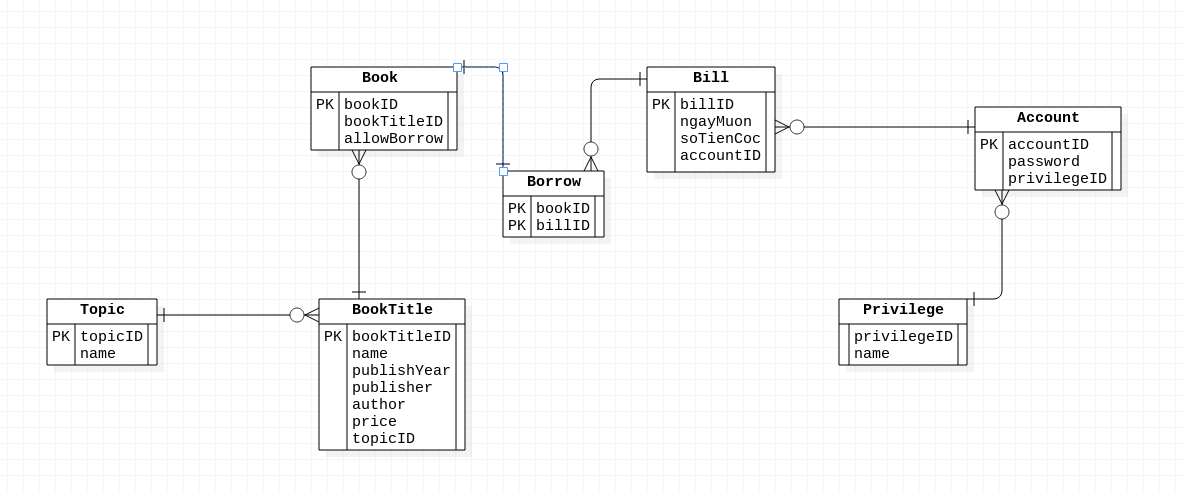 Book
PK bookID
bookTitleID
allowBorrow
Borrow
PK bookID
PK billID
Bill
PK billID
ngayMuon
soTienCoc
accountID
Account
PK accountID
password
privilegeID
Topic
PK topicID
name
BookTitle
PK bookTitleID
name
publishYear
publisher
author
price
topicID
Privilege
privilegeID
name